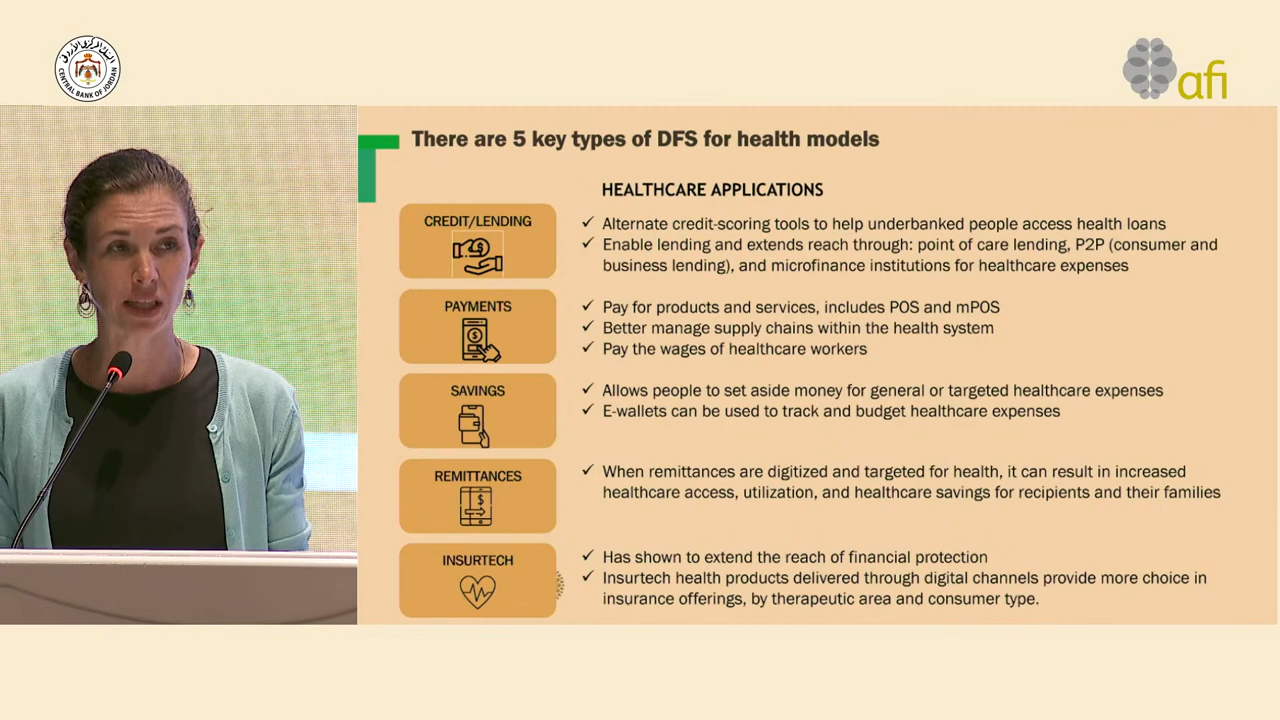 البنك المركزي الأردني
CENTRAL BANK OF JORDAN
afi
There are 5 key types of DFS for health models
HEALTHCARE APPLICATIONS
CREDIT/LENDING
✓ Alternate credit-scoring tools to help underbanked people access health loans
✓ Enable lending and extends reach through: point of care lending, P2P (consumer and
business lending), and microfinance institutions for healthcare expenses
PAYMENTS
✓ Pay for products and services, includes POS and mPOS
✓ Better manage supply chains within the health system
✓ Pay the wages of healthcare workers
SAVINGS
✓ Allows people to set aside money for general or targeted healthcare expenses
✓ E-wallets can be used to track and budget healthcare expenses
REMITTANCES
✓ When remittances are digitized and targeted for health, it can result in increased
healthcare access, utilization, and healthcare savings for recipients and their families
INSURTECH
✓ Has shown to extend the reach of financial protection
✓ Insurtech health products delivered through digital channels provide more choice in
insurance offerings, by therapeutic area and consumer type.